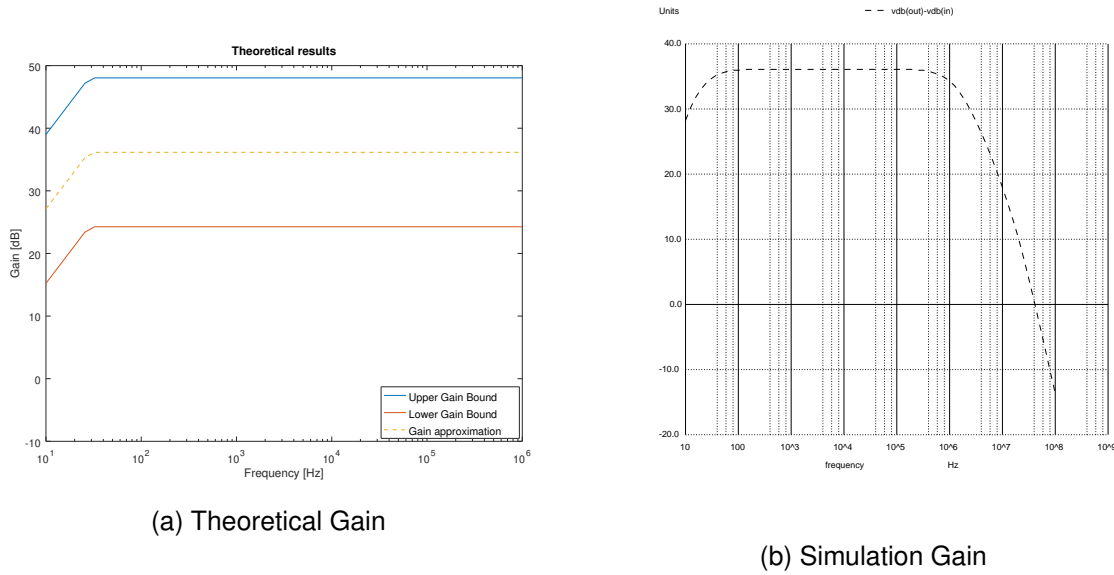 Theoretical results
50
40
30
20
10
0
-10
Gain [dB]
10^1
10^2
10^3
10^4
10^5
10^6
Frequency [Hz]
Upper Gain Bound
Lower Gain Bound
Gain approximation
(a) Theoretical Gain
Units
vdb(out)-vdb(in)
40.0
30.0
20.0
10.0
0.0
-10.0
-20.0
10
100
10^3
10^4
10^5
10^6
10^7
10^8
10^9
frequency
Hz
(b) Simulation Gain